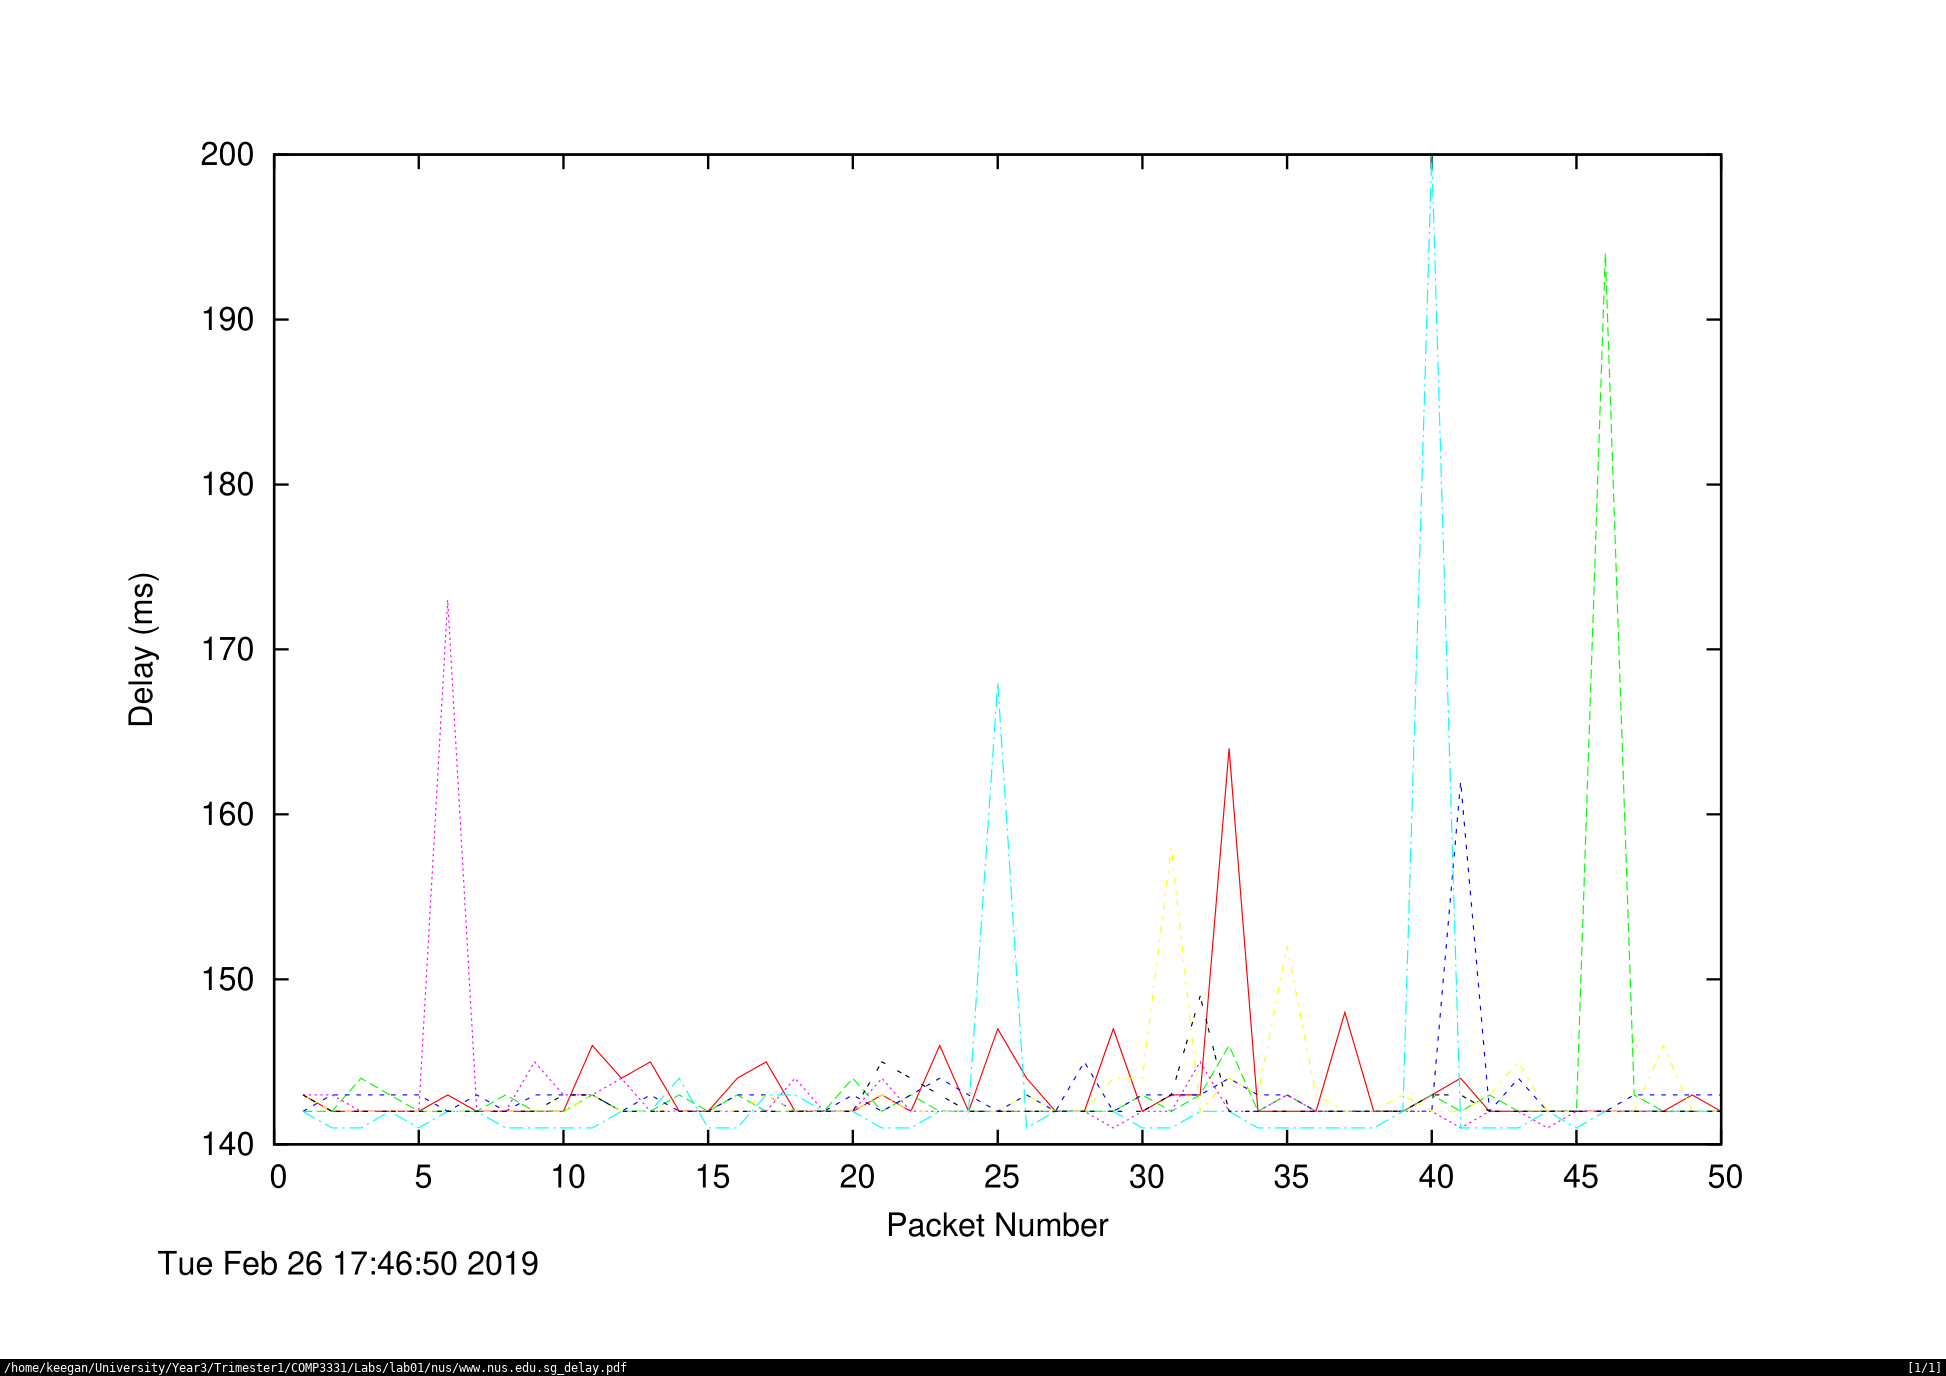 200
190
180
170
160
150
140
Delay (ms)
0 5 10 15 20 25 30 35 40 45 50
Packet Number
Tue Feb 26 17:46:50 2019
/home/keegan/University/Year3/Trimester1/COMP3331/Labs/lab01/nus/www.nus.edu.sg_delay.pdf [1/1]